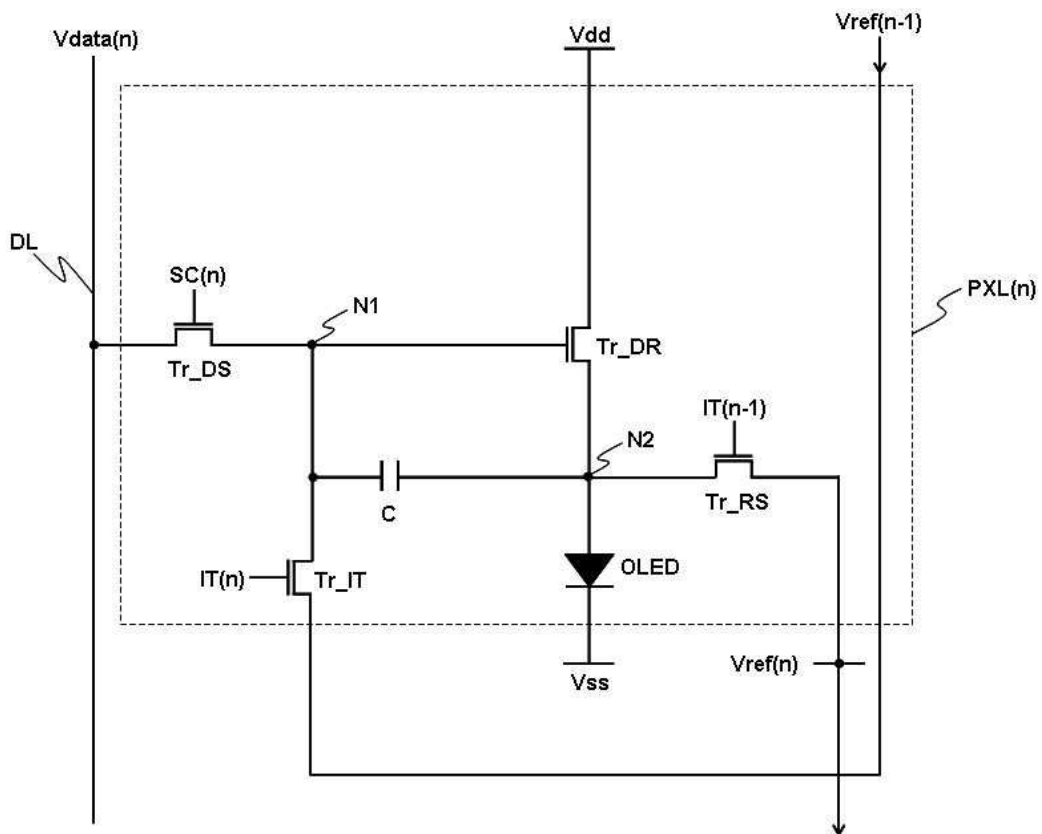 Vdata(n)
Vdd
Vref(n-1)
DL
SC(n)
N1
PXL(n)
Tr_DS
Tr_DR
IT(n-1)
N2
C
Tr_RS
IT(n)
Tr_IT
OLED
Vref(n)
Vss